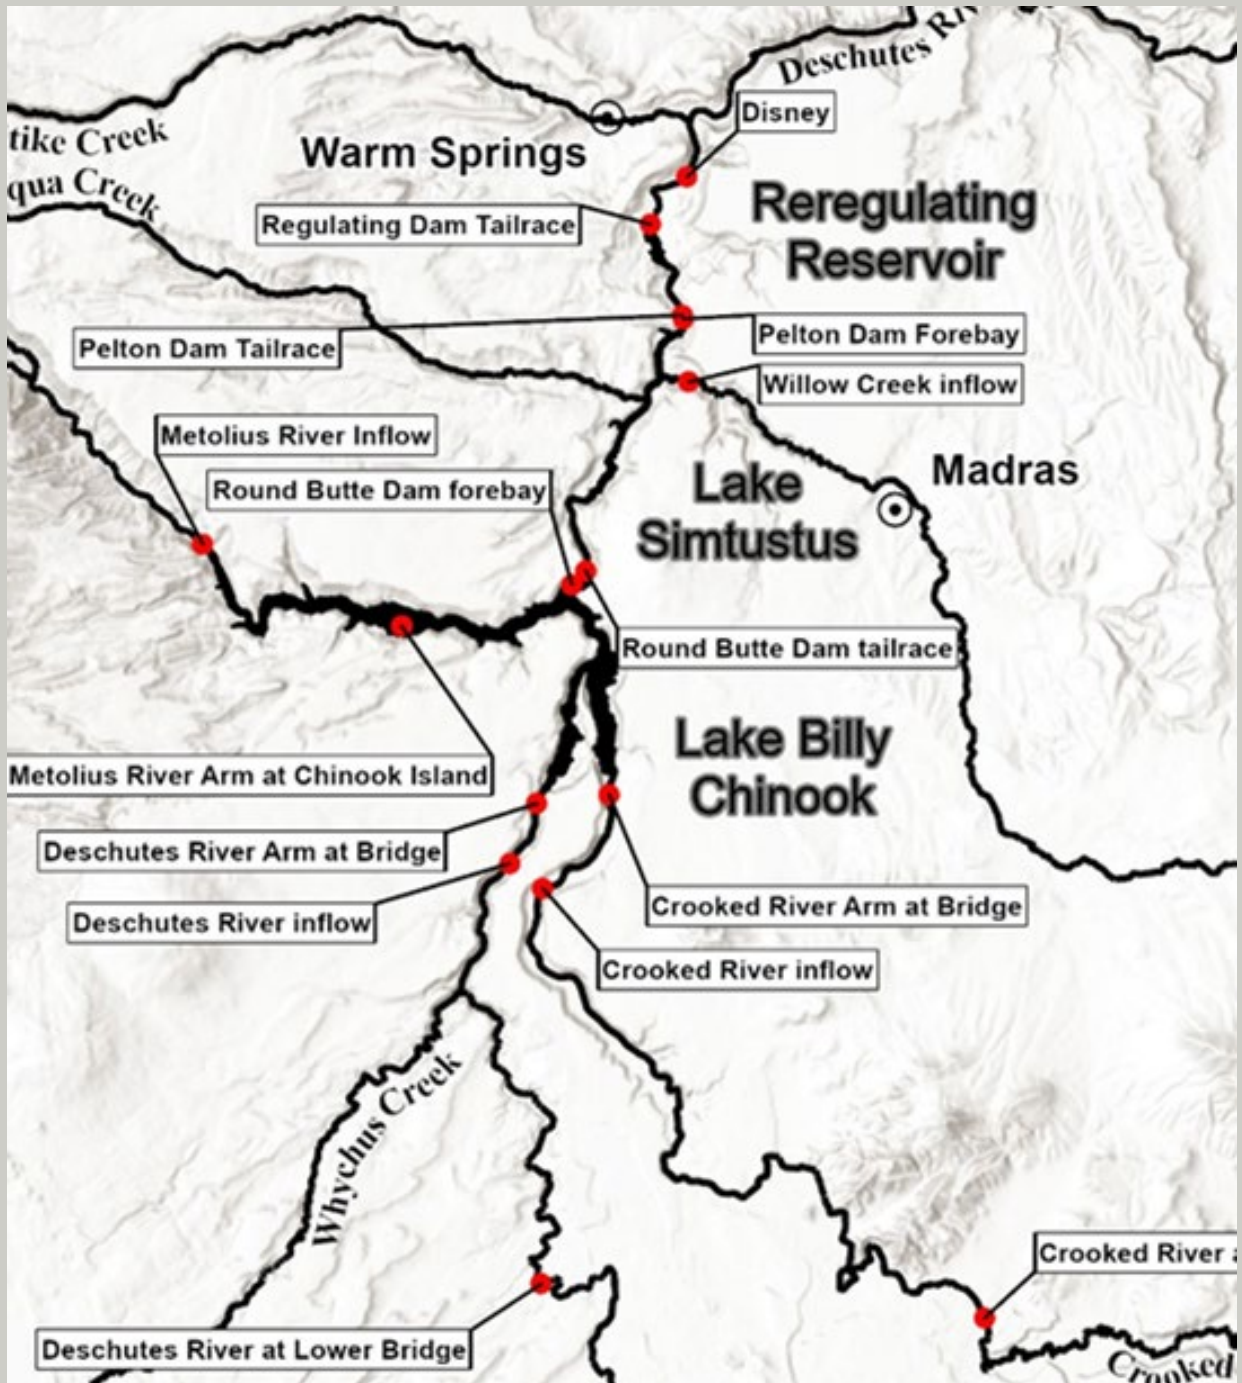 Deschutes
Disney
tike Creek
Warm Springs
qua Creek
Reregulating
Reservoir
Regulating Dam Tailrace
Pelton Dam Forebay
Pelton Dam Tailrace
Willow Creek inflow
Metolius River Inflow
Madras
Round Butte Dam forebay
Lake
Simtustus
Round Butte Dam tailrace
Lake Billy
Chinook
Metolius River Arm at Chinook Island
Deschutes River Arm at Bridge
Crooked River Arm at Bridge
Deschutes River inflow
Crooked River inflow
Whychus Creek
Crooked River
Deschutes River at Lower Bridge
Crooked